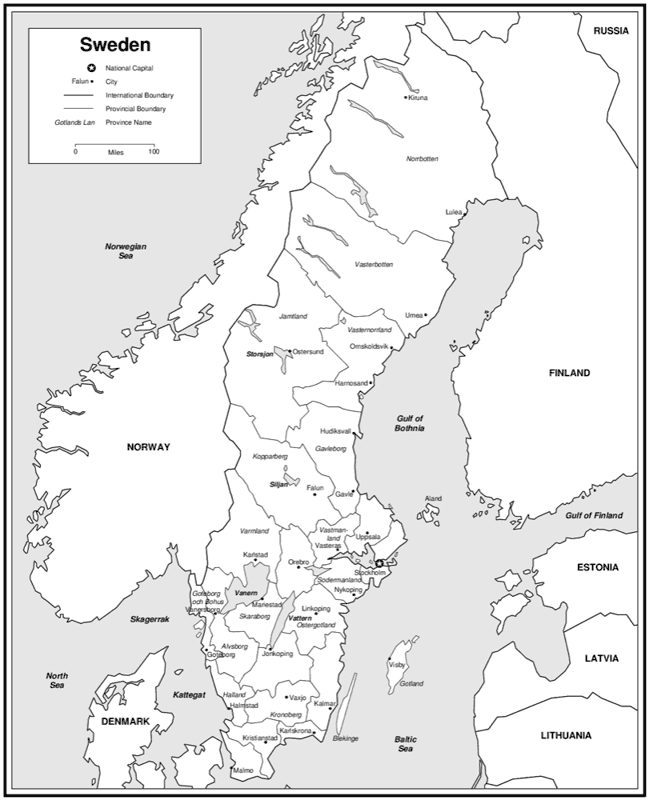 Sweden
National Capital
Falun
City
International Boundary
Provincial Boundary
Gotlands Lan
Province Name
0
Miles
100
RUSSIA
Kiruna
Norrbotten
Lulea
Norwegian
Sea
Vasterbotten
Jamtland
Umea
Vasternorrland
Ornskoldsvik
Storsjon
Ostersund
Harnosand
FINLAND
Gulf of
Bothnia
Hudiksvall
NORWAY
Gavleborg
Kopparberg
Siljan
Falun
Gavle
Aland
Gulf of Finland
Varmland
Vastman-
land
Uppsala
Vasteras
Karlstad
Orebro
Stockholm
ESTONIA
Sodermanland
Nykoping
Goteborg
och Bohus
Vanern
Vanersborg
Mariestad
Linkoping
Skaraborg
Vattern
Ostergotland
Skagerrak
Alvsborg
Goteborg
Jonkoping
LATVIA
Visby
North
Sea
Gotland
Kattegat
Halland
Halmstad
Vaxjo
Kalmar
DENMARK
Kronoberg
Karlskrona
Kristianstad
Blekinge
Baltic
Sea
LITHUANIA
Malmo